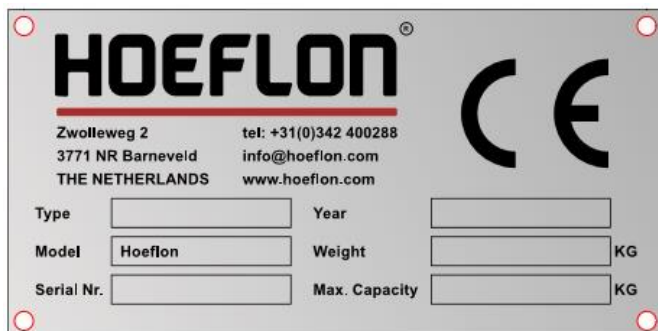 HOEFLON®
CE
Zwolleweg 2 tel: +31(0)342 400288
3771 NR Barneveld info@hoeflon.com
THE NETHERLANDS www.hoeflon.com
Type Year
Model Hoeflon Weight KG
Serial Nr. Max. Capacity KG